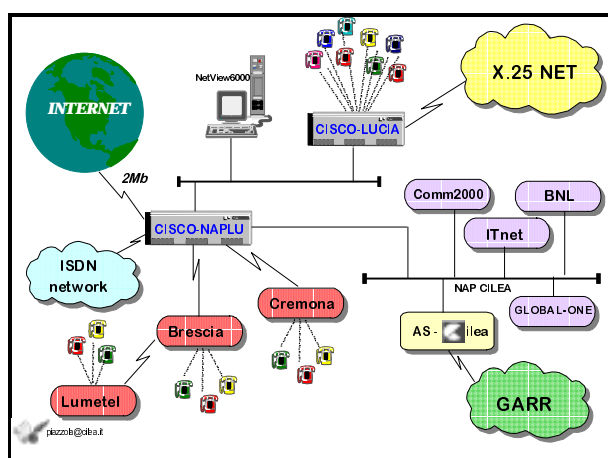 NetView6000
X.25 NET
INTERNET
CISCO-LUCIA
2Mb
Comm2000
BNL
CISCO-NAPLU
ITnet
ISDN
network
NAP CILEA
Cremona
GLOBAL-ONE
Brescia
AS - cilea
Lumetel
GARR
piazzola@cilea.it